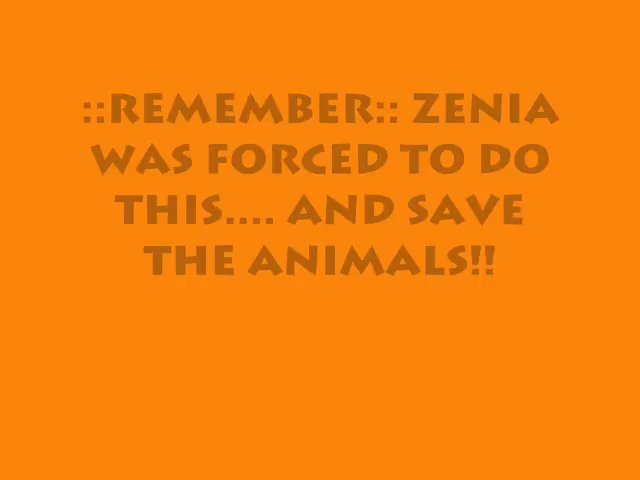 ::REMEMBER:: ZENIA
WAS FORCED TO DO
THIS.... AND SAVE
THE ANIMALS!!